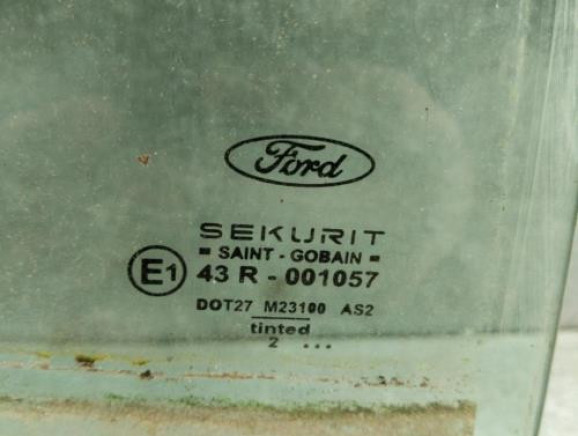 Ford
SEKURIT
SAINT - GOBAIN
E1 43 R - 001057
DOT27 M23100 AS2
tinted
2 ...